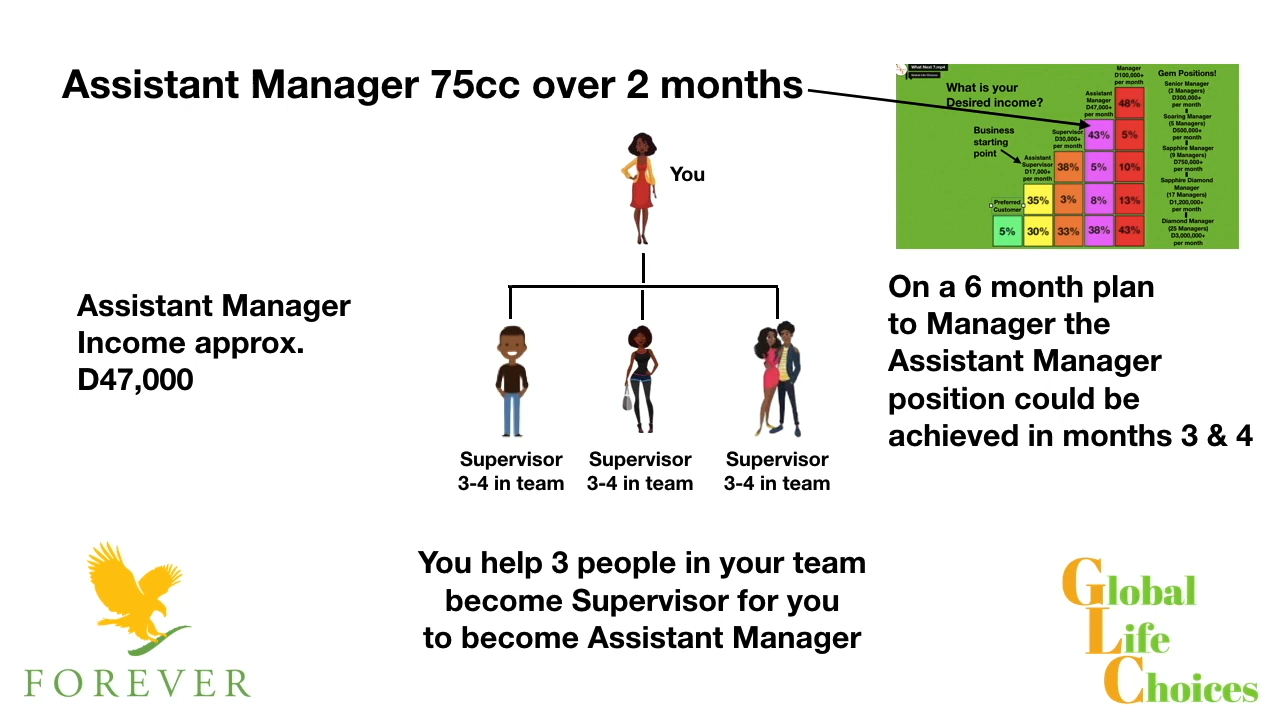 Assistant Manager 75cc over 2 months
You
Assistant Manager
Income approx.
D47,000
Supervisor
3-4 in team
Supervisor
3-4 in team
Supervisor
3-4 in team
You help 3 people in your team
become Supervisor for you
to become Assistant Manager
What Next ?.mp4
What is your
Desired income?
Business
starting
point
Preferred
Customer
Assistant
Supervisor
D17,000+
per month
Supervisor
D30,000+
per month
Assistant
Manager
D47,000+
per month
Manager
D100,000+
per month
48%
43% 5%
38% 5% 10%
35% 3% 8% 13%
5% 30% 33% 38% 43%
Gem Positions!
Senior Manager
(2 Managers)
D300,000+
per month
Soaring Manager
(5 Managers)
D500,000+
per month
Sapphire Manager
(9 Managers)
D750,000+
per month
Sapphire Diamond
Manager
(17 Managers)
D1,200,000+
per month
Diamond Manager
(25 Managers)
D3,000,000+
per month
On a 6 month plan
to Manager the
Assistant Manager
position could be
achieved in months 3 & 4
FOREVER
Global
Life
Choices